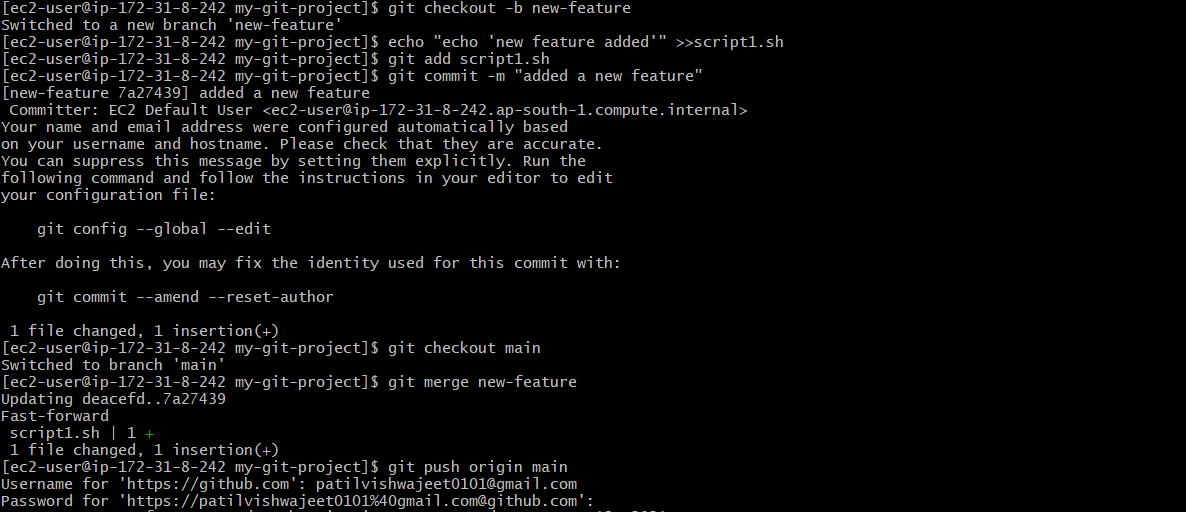 [ec2-user@ip-172-31-8-242 my-git-project]$ git checkout -b new-feature
Switched to a new branch 'new-feature'
[ec2-user@ip-172-31-8-242 my-git-project]$ echo "echo 'new feature added'" >>script1.sh
[ec2-user@ip-172-31-8-242 my-git-project]$ git add script1.sh
[ec2-user@ip-172-31-8-242 my-git-project]$ git commit -m "added a new feature"
[new-feature 7a27439] added a new feature
 Committer: EC2 Default User <ec2-user@ip-172-31-8-242.ap-south-1.compute.internal>
Your name and email address were configured automatically based
on your username and hostname. Please check that they are accurate.
You can suppress this message by setting them explicitly. Run the
following command and follow the instructions in your editor to edit
your configuration file:

    git config --global --edit

After doing this, you may fix the identity used for this commit with:

    git commit --amend --reset-author

 1 file changed, 1 insertion(+)
[ec2-user@ip-172-31-8-242 my-git-project]$ git checkout main
Switched to branch 'main'
[ec2-user@ip-172-31-8-242 my-git-project]$ git merge new-feature
Updating deacefd..7a27439
Fast-forward
 script1.sh | 1 +
 1 file changed, 1 insertion(+)
[ec2-user@ip-172-31-8-242 my-git-project]$ git push origin main
Username for 'https://github.com': patilvishwajeet0101@gmail.com
Password for 'https://patilvishwajeet0101%40gmail.com@github.com':